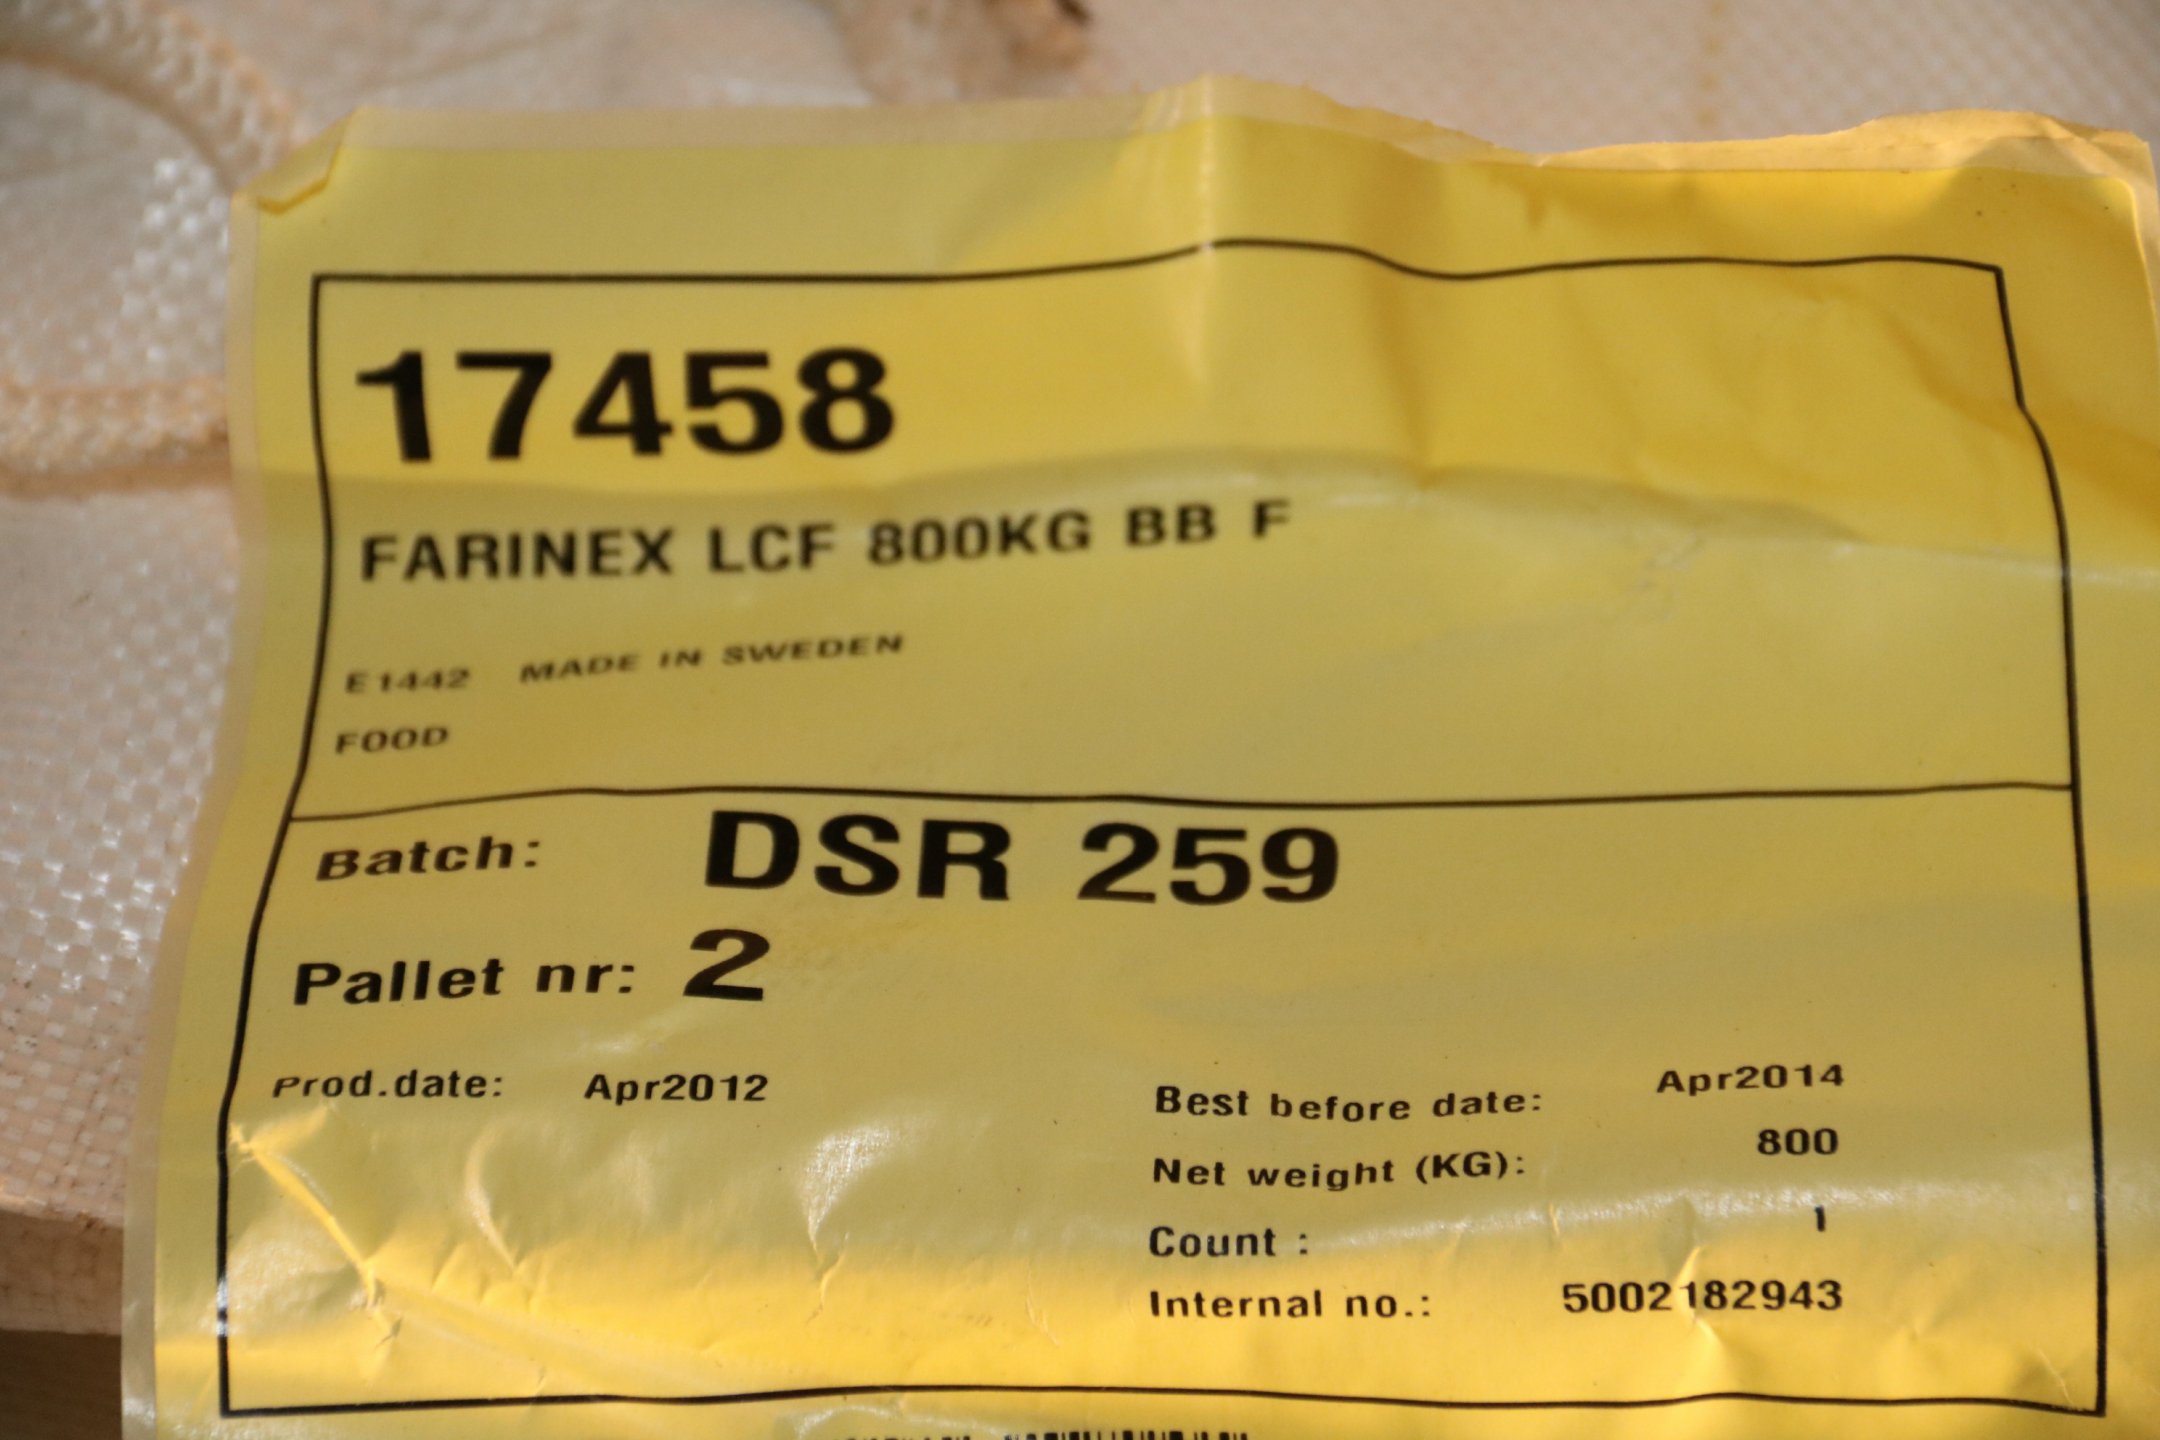 17458
FARINEX LCF 800KG BB F
E1442 MADE IN SWEDEN
FOOD
Batch: DSR 259
Pallet nr: 2
Prod.date: Apr2012
Best before date: Apr2014
Net weight (KG): 800
Count : 1
Internal no.: 5002182943